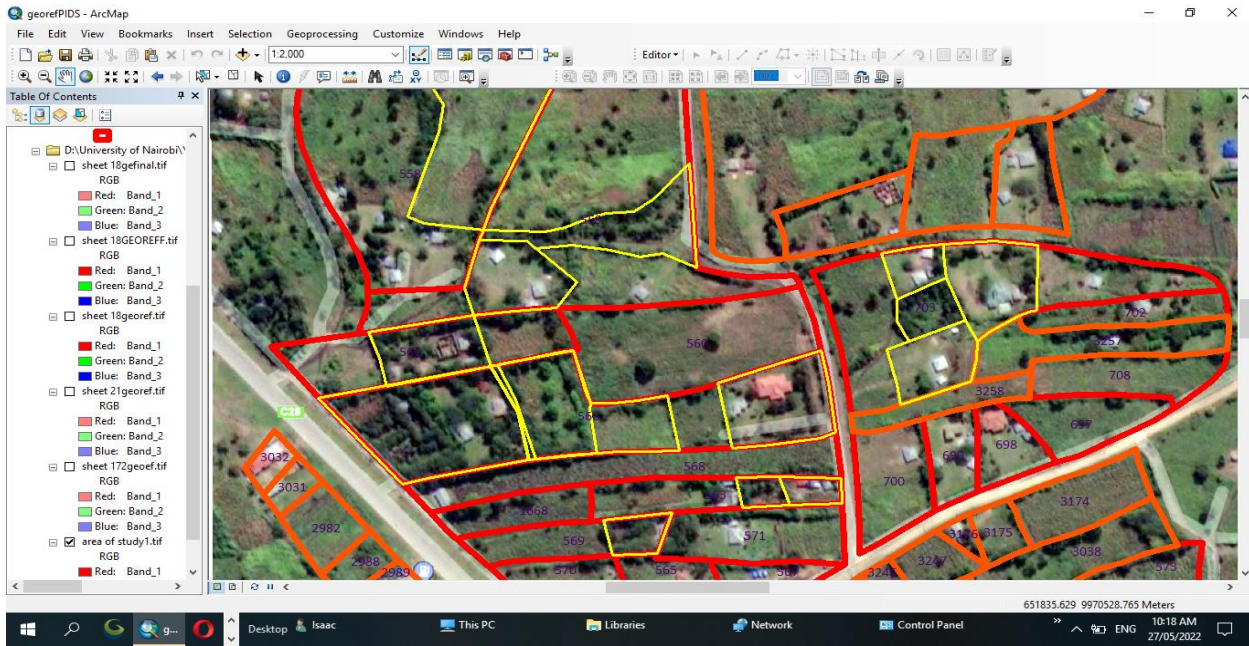 georefPIDS - ArcMap
File Edit View Bookmarks Insert Selection Geoprocessing Customize Windows Help
1:2,000
Editor
Table Of Contents
D:\University of Nairobi\
sheet 18gefinal.tif
RGB
Red: Band_1
Green: Band_2
Blue: Band_3
sheet 18GEOREFF.tif
RGB
Red: Band_1
Green: Band_2
Blue: Band_3
sheet 18georef.tif
RGB
Red: Band_1
Green: Band_2
Blue: Band_3
sheet 21georef.tif
RGB
Red: Band_1
Green: Band_2
Blue: Band_3
sheet 172geoef.tif
RGB
Red: Band_1
Green: Band_2
Blue: Band_3
area of study1.tif
RGB
Red: Band_1
558
703
702
3257
560
708
3258
C28
697
698
3032
568
700
3031
3174
1068
2982
569
571
3176 3175
3038
2988
3247
2989
570
565
573
651835.629 9970528.765 Meters
g...
Desktop
Isaac
This PC
Libraries
Network
Control Panel
ENG
10:18 AM
27/05/2022